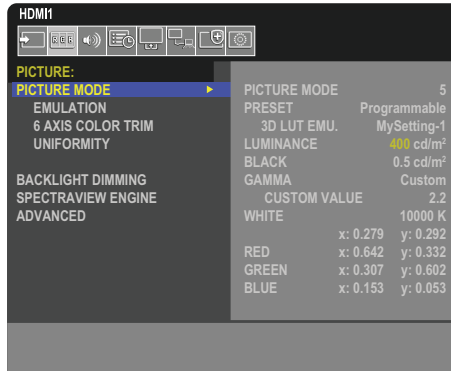 HDMI1
PICTURE:
PICTURE MODE
EMULATION
6 AXIS COLOR TRIM
UNIFORMITY
BACKLIGHT DIMMING
SPECTRAVIEW ENGINE
ADVANCED
PICTURE MODE 5
PRESET Programmable
3D LUT EMU. MySetting-1
LUMINANCE 400 cd/m²
BLACK 0.5 cd/m²
GAMMA Custom
CUSTOM VALUE 2.2
WHITE 10000 K
x: 0.279 y: 0.292
RED x: 0.642 y: 0.332
GREEN x: 0.307 y: 0.602
BLUE x: 0.153 y: 0.053